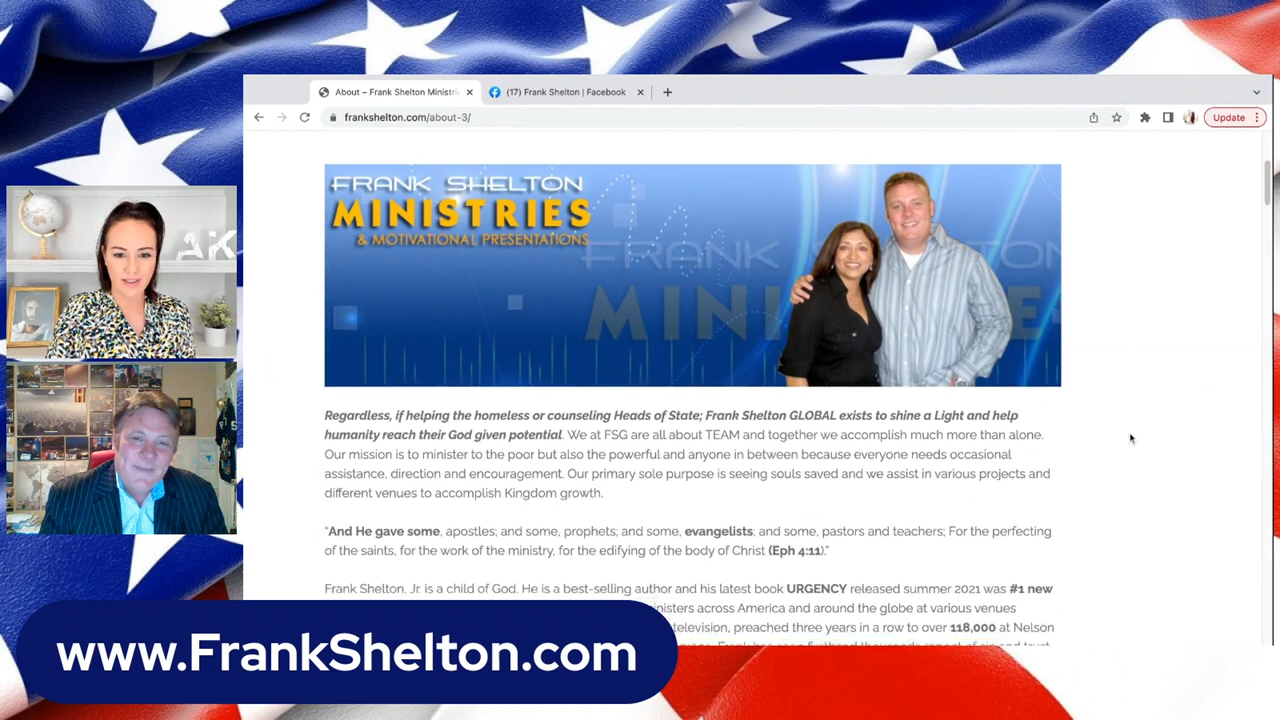 About – Frank Shelton Ministri
(17) Frank Shelton | Facebook
frankshelton.com/about-3/
Update
FRANK SHELTON
MINISTRIES
& MOTIVATIONAL PRESENTATIONS
FRANK SHELTON
MINI E
AK
Regardless, if helping the homeless or counseling Heads of State; Frank Shelton GLOBAL exists to shine a Light and help
humanity reach their God given potential. We at FSG are all about TEAM and together we accomplish much more than alone.
Our mission is to minister to the poor but also the powerful and anyone in between because everyone needs occasional
assistance, direction and encouragement. Our primary sole purpose is seeing souls saved and we assist in various projects and
different venues to accomplish Kingdom growth.
“And He gave some, apostles; and some, prophets; and some, evangelists; and some, pastors and teachers; For the perfecting
of the saints, for the work of the ministry, for the edifying of the body of Christ (Eph 4:11).”
Frank Shelton, Jr. is a child of God. He is a best-selling author and his latest book URGENCY released summer 2021 was #1 new
inisters across America and around the globe at various venues
television, preached three years in a row to over 118,000 at Nelson
www.FrankShelton.com